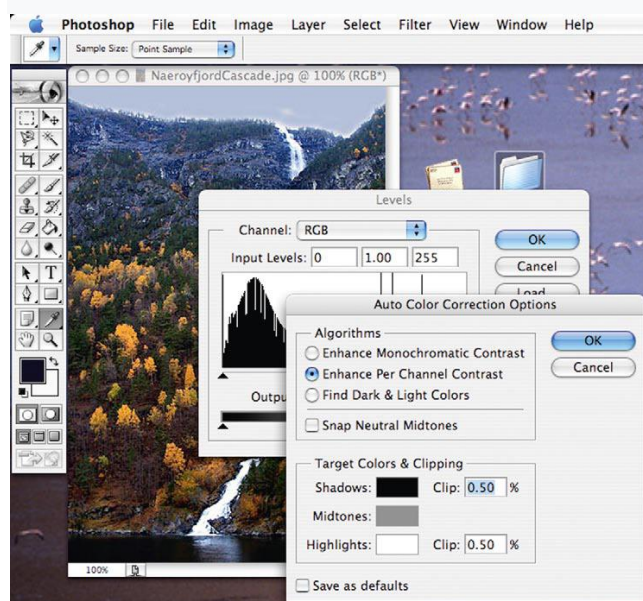 Photoshop File Edit Image Layer Select Filter View Window Help
Sample Size: Point Sample
NaeroyfjordCascade.jpg @ 100% (RGB*)
Levels
Channel: RGB
Input Levels: 0 1.00 255
OK
Cancel
Load
Outpu
Auto Color Correction Options
Algorithms
Enhance Monochromatic Contrast
Enhance Per Channel Contrast
Find Dark & Light Colors
Snap Neutral Midtones
OK
Cancel
Target Colors & Clipping
Shadows: Clip: 0.50 %
Midtones:
Highlights: Clip: 0.50 %
Save as defaults
100%
T